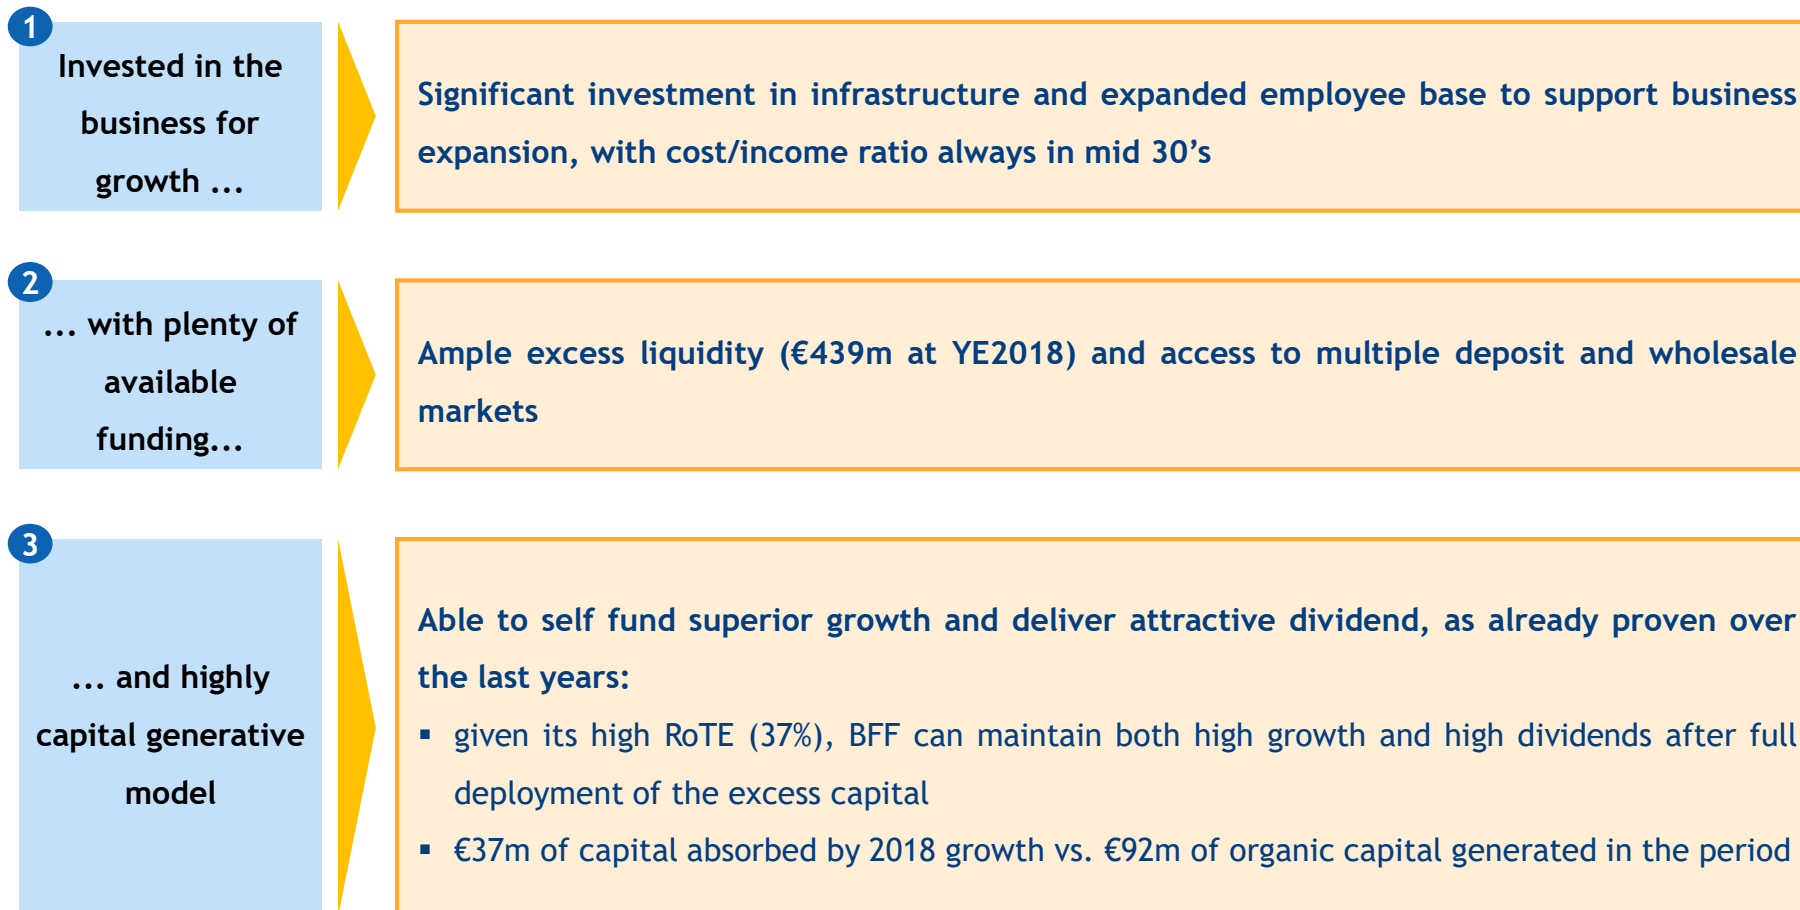 1
Invested in the
business for
growth ...
Significant investment in infrastructure and expanded employee base to support business
expansion, with cost/income ratio always in mid 30’s
2
... with plenty of
available
funding...
Ample excess liquidity (€439m at YE2018) and access to multiple deposit and wholesale
markets
3
... and highly
capital generative
model
Able to self fund superior growth and deliver attractive dividend, as already proven over
the last years:
▪ given its high RoTE (37%), BFF can maintain both high growth and high dividends after full
deployment of the excess capital
▪ €37m of capital absorbed by 2018 growth vs. €92m of organic capital generated in the period